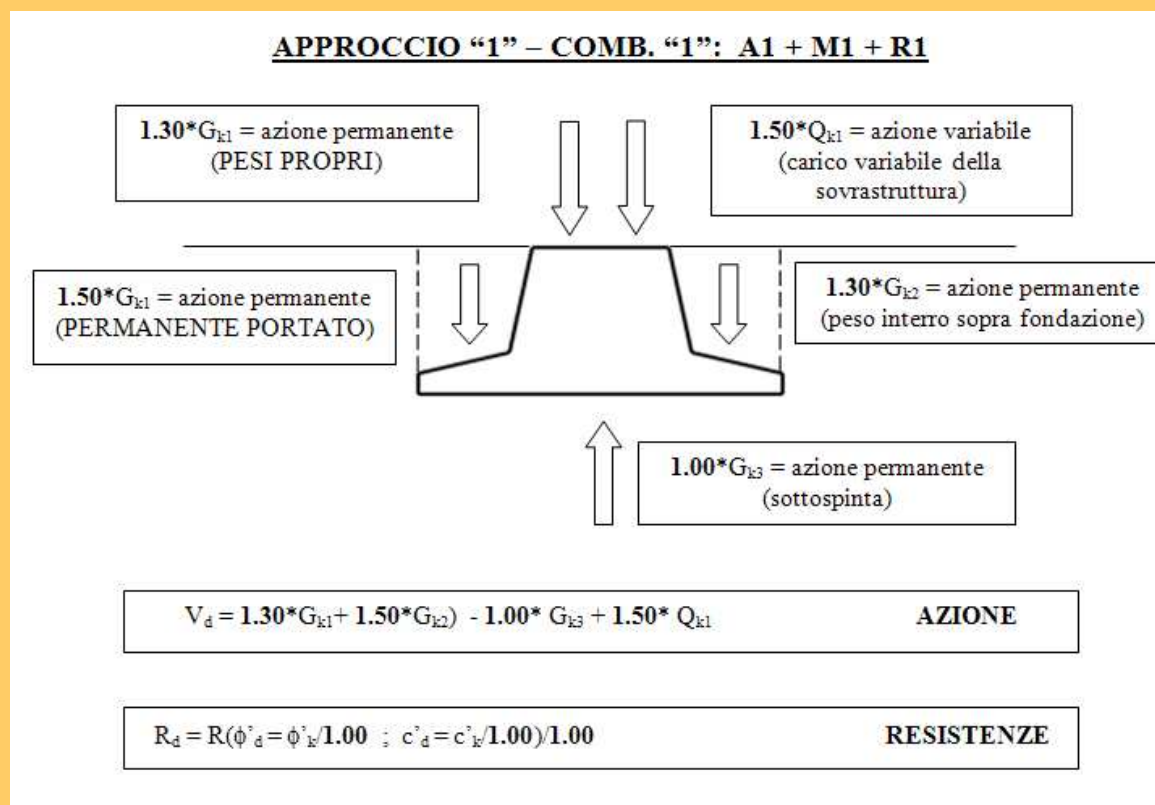 APPROCCIO “1” – COMB. “1”: A1 + M1 + R1
1.30*Gk1 = azione permanente
(PESI PROPRI)
1.50*Qk1 = azione variabile
(carico variabile della
sovrastruttura)
1.50*Gk1 = azione permanente
(PERMANENTE PORTATO)
1.30*Gk2 = azione permanente
(peso interro sopra fondazione)
1.00*Gk3 = azione permanente
(sottospinta)
Vd = 1.30*Gk1+ 1.50*Gk2) - 1.00* Gk3 + 1.50* Qk1 AZIONE
Rd = R(ϕ'd = ϕ'k/1.00 ; c'd = c'k/1.00)/1.00 RESISTENZE